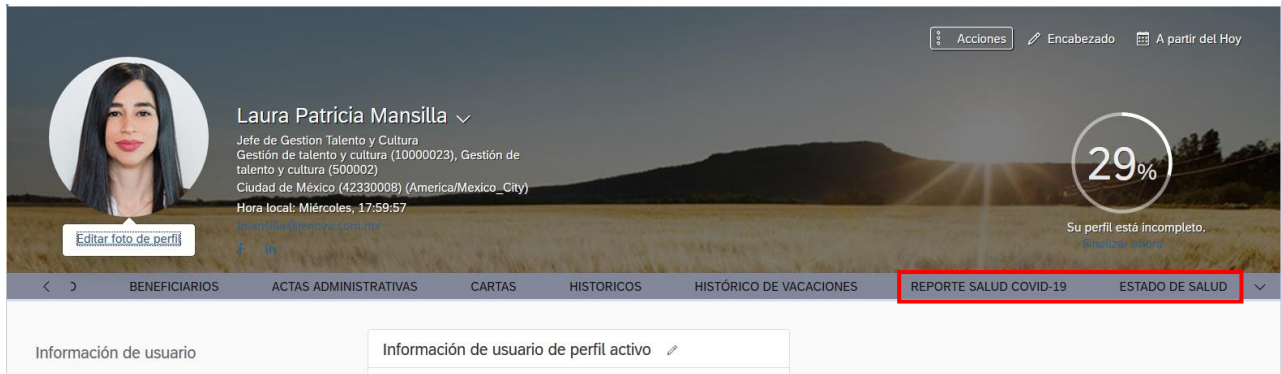 Acciones Encabezado A partir del Hoy
Laura Patricia Mansilla
Jefe de Gestion Talento y Cultura
Gestión de talento y cultura (10000023), Gestión de
talento y cultura (500002)
Ciudad de México (42330008) (America/Mexico_City)
Hora local: Miércoles, 17:59:57
29%
Su perfil está incompleto.
Finalizar ahora
Editar foto de perfil
BENEFICIARIOS ACTAS ADMINISTRATIVAS CARTAS HISTORICOS HISTÓRICO DE VACACIONES REPORTE SALUD COVID-19 ESTADO DE SALUD
Información de usuario
Información de usuario de perfil activo